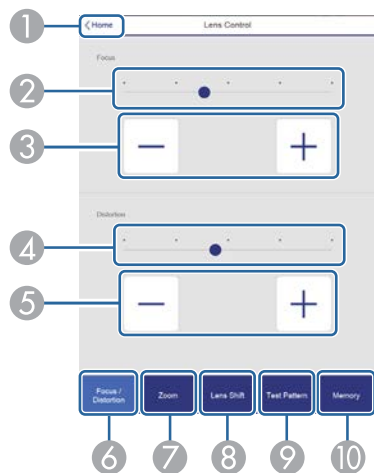 1
< Home
Lens Control
Focus
2
3
− +
Distortion
4
5
− +
Focus / Distortion
Zoom
Lens Shift
Test Pattern
Memory
6 7 8 9 10